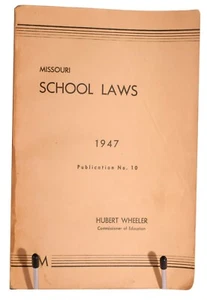 MISSOURI
SCHOOL LAWS
1947
Publication No. 10
HUBERT WHEELER
Commissioner of Education
M